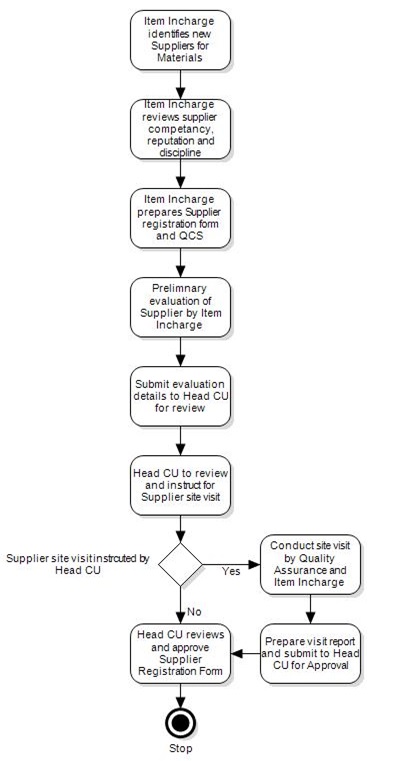 Item Incharge
identifies new
Suppliers for
Materials
Item Incharge
reviews supplier
competancy,
reputation and
discipline
Item Incharge
prepares Supplier
registration form
and QCS
Prelimnary
evaluation of
Supplier by Item
Incharge
Submit evaluation
details to Head CU
for review
Head CU to review
and instruct for
Supplier site visit
Supplier site visit instrcuted by
Head CU
Yes
Conduct site visit
by Quality
Assurance and
Item Incharge
No
Head CU reviews
and approve
Supplier
Registration Form
Prepare visit report
and submit to Head
CU for Approval
Stop